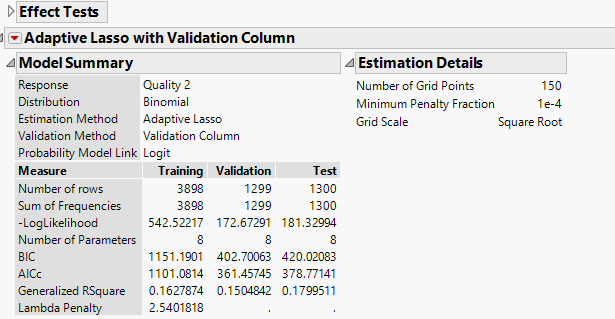 Effect Tests
Adaptive Lasso with Validation Column
Model Summary
Response Quality 2
Distribution Binomial
Estimation Method Adaptive Lasso
Validation Method Validation Column
Probability Model Link Logit
Measure Training Validation Test
Number of rows 3898 1299 1300
Sum of Frequencies 3898 1299 1300
-LogLikelihood 542.52217 172.67291 181.32994
Number of Parameters 8 8 8
BIC 1151.1901 402.70063 420.02083
AICc 1101.0814 361.45745 378.77141
Generalized RSquare 0.1627874 0.1504842 0.1799511
Lambda Penalty 2.5401818 . .
Estimation Details
Number of Grid Points 150
Minimum Penalty Fraction 1e-4
Grid Scale Square Root